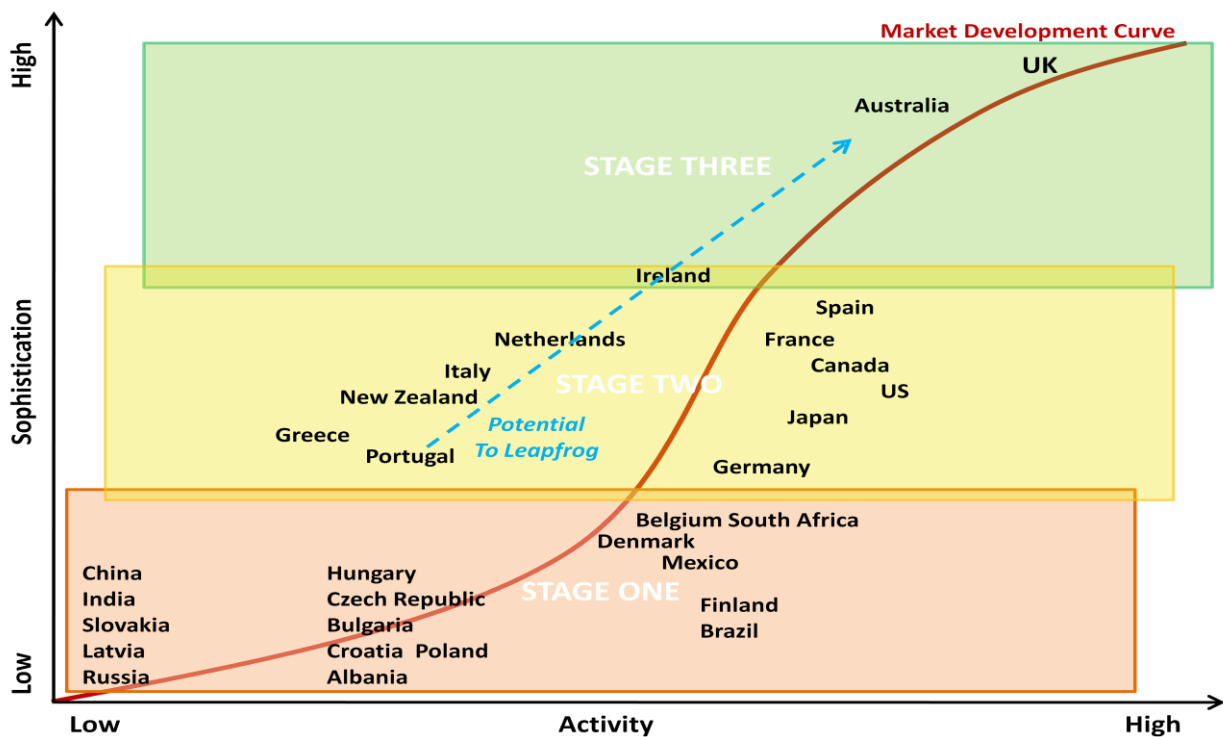 Market Development Curve
High
UK
Australia
STAGE THREE
Ireland
Spain
Netherlands
France
Canada
Italy
STAGE TWO
US
New Zealand
Japan
Sophistication
Potential
To Leapfrog
Greece
Portugal
Germany
Belgium South Africa
Denmark
Mexico
China
Hungary
STAGE ONE
India
Czech Republic
Finland
Slovakia
Bulgaria
Brazil
Latvia
Croatia Poland
Russia
Albania
Low
Low
Activity
High